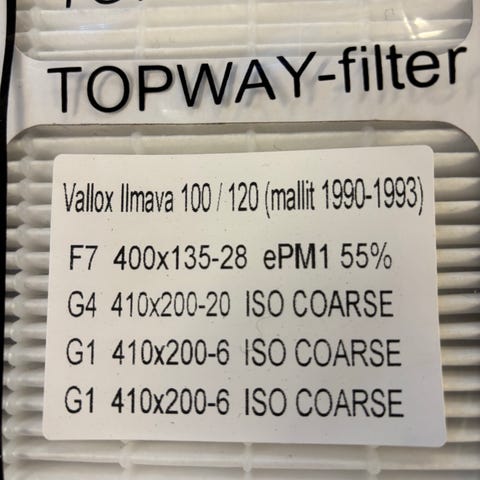 TOPWAY-filter
Vallox Ilmava 100 / 120 (mallit 1990-1993)
F7 400x135-28 ePM1 55%
G4 410x200-20 ISO COARSE
G1 410x200-6 ISO COARSE
G1 410x200-6 ISO COARSE